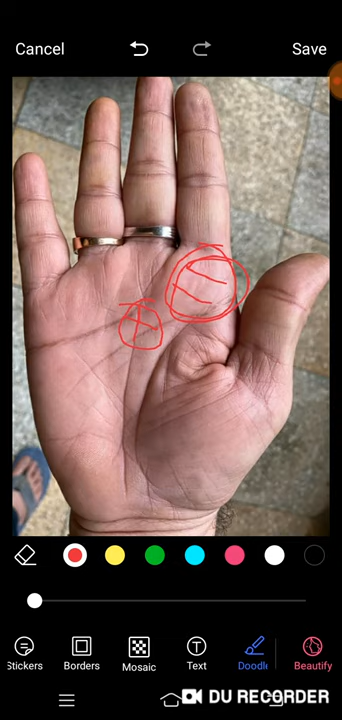 Cancel
Save
Stickers
Borders
Mosaic
Text
Doodle
Beautify
DU RECORDER